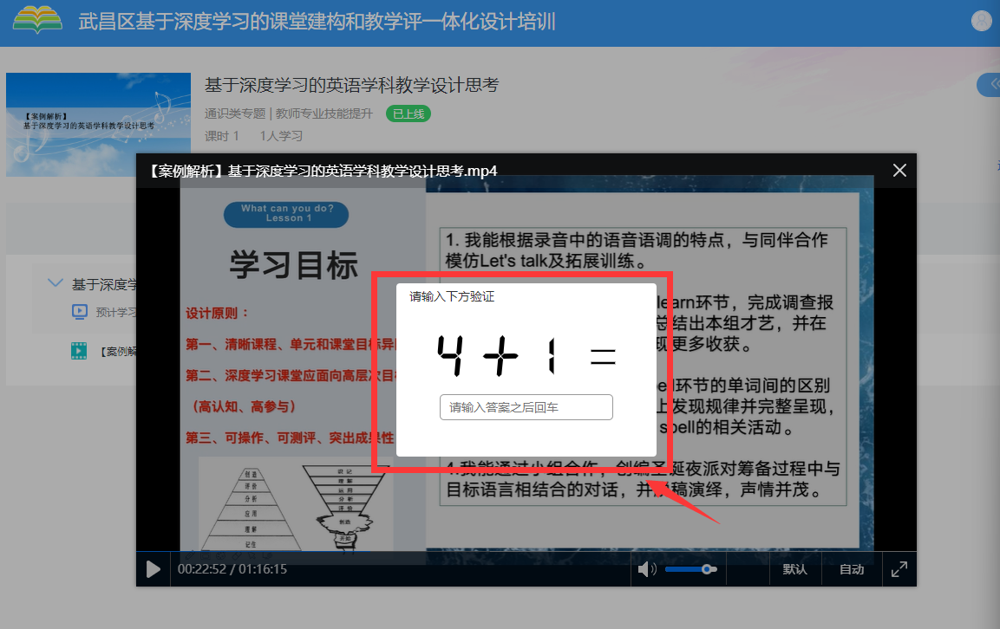 武昌区基于深度学习的课堂建构和教学评一体化设计培训
【案例解析】
基于深度学习的英语学科教学设计思考
基于深度学习的英语学科教学设计思考
通识类专题 | 教师专业技能提升 已上线
课时 1 1人学习
【案例解析】基于深度学习的英语学科教学设计思考.mp4
What can you do?
Lesson 1
学习目标
设计原则：
第一、清晰课程、单元和课堂目标异
第二、深度学习课堂应面向高层次目标
（高认知、高参与）
第三、可操作、可测评、突出成果性
创造
评价
分析
应用
理解
记住
识记
理解
运用
分析
评价
创造
开始
1. 我能根据录音中的语音语调的特点，与同伴合作
模仿Let's talk及拓展训练。
learn环节，完成调查报
总结出本组才艺，并在
现更多收获。
环节的单词间的区别
上发现规律并完整呈现，
spell的相关活动。
4.我能通过小组合作，创编圣诞夜派对筹备过程中与
目标语言相结合的对话，并脱稿演绎，声情并茂。
请输入下方验证
4 + 1 =
请输入答案之后回车
基于深度学
预计学习
【案例解
00:22:52 / 01:16:15
默认
自动